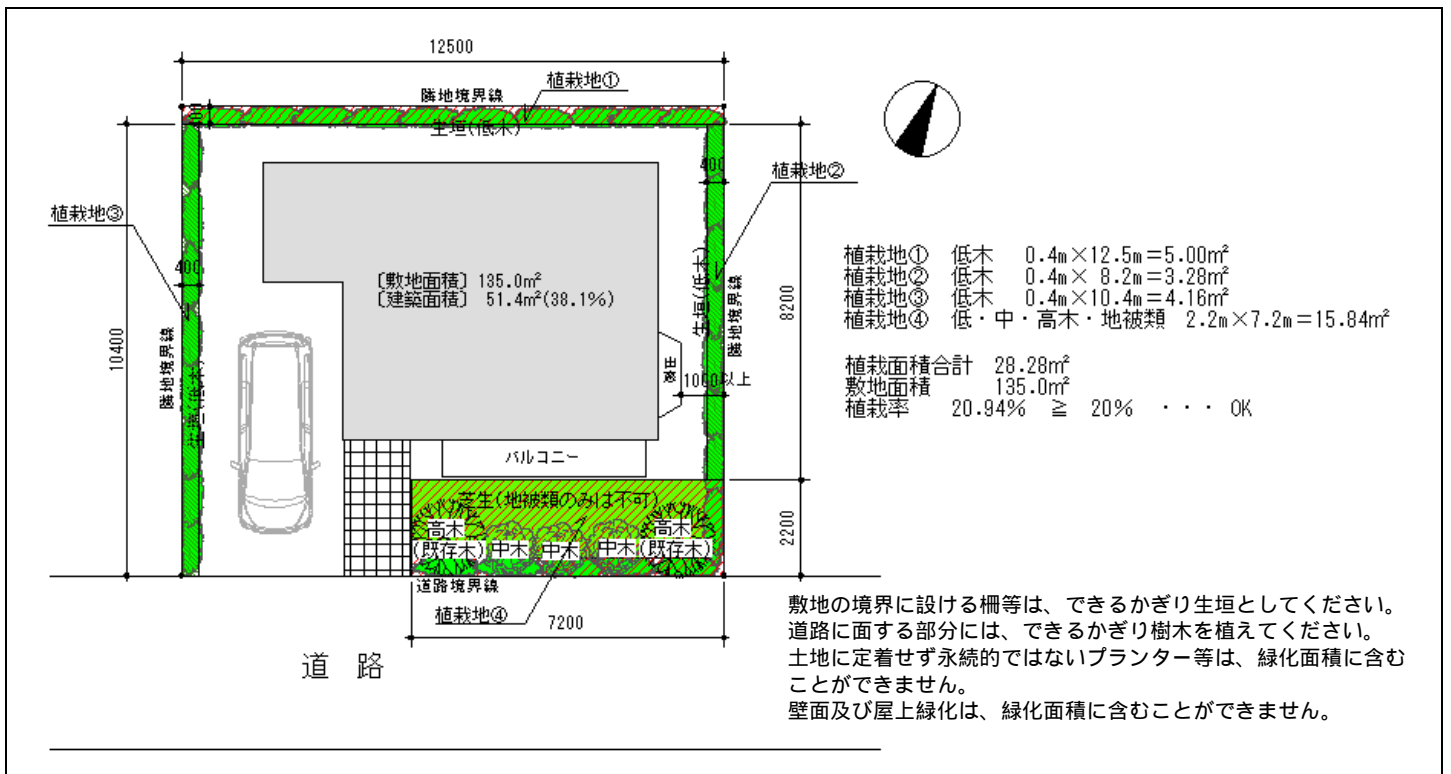 12500
植栽地①
隣地境界線
400
生垣(低木)
400
植栽地②
植栽地③
400
10400
隣地境界線
生垣(低木)
〔敷地面積〕135.0㎡
〔建築面積〕 51.4㎡(38.1%)
生垣(低木)
隣地境界線
8200
出窓
1000以上
バルコニー
芝生(地被類のみは不可)
高木
(既存木)
中木
中木
中木
高木
(既存木)
2200
道路境界線
植栽地④
7200
道 路
植栽地① 低木 0.4m×12.5m=5.00㎡
植栽地② 低木 0.4m× 8.2m=3.28㎡
植栽地③ 低木 0.4m×10.4m=4.16㎡
植栽地④ 低・中・高木・地被類 2.2m×7.2m=15.84㎡
植栽面積合計 28.28㎡
敷地面積 135.0㎡
植栽率 20.94% ≧ 20% ・・・ OK
敷地の境界に設ける柵等は、できるかぎり生垣としてください。
道路に面する部分には、できるかぎり樹木を植えてください。
土地に定着せず永続的ではないプランター等は、緑化面積に含む
ことができません。
壁面及び屋上緑化は、緑化面積に含むことができません。